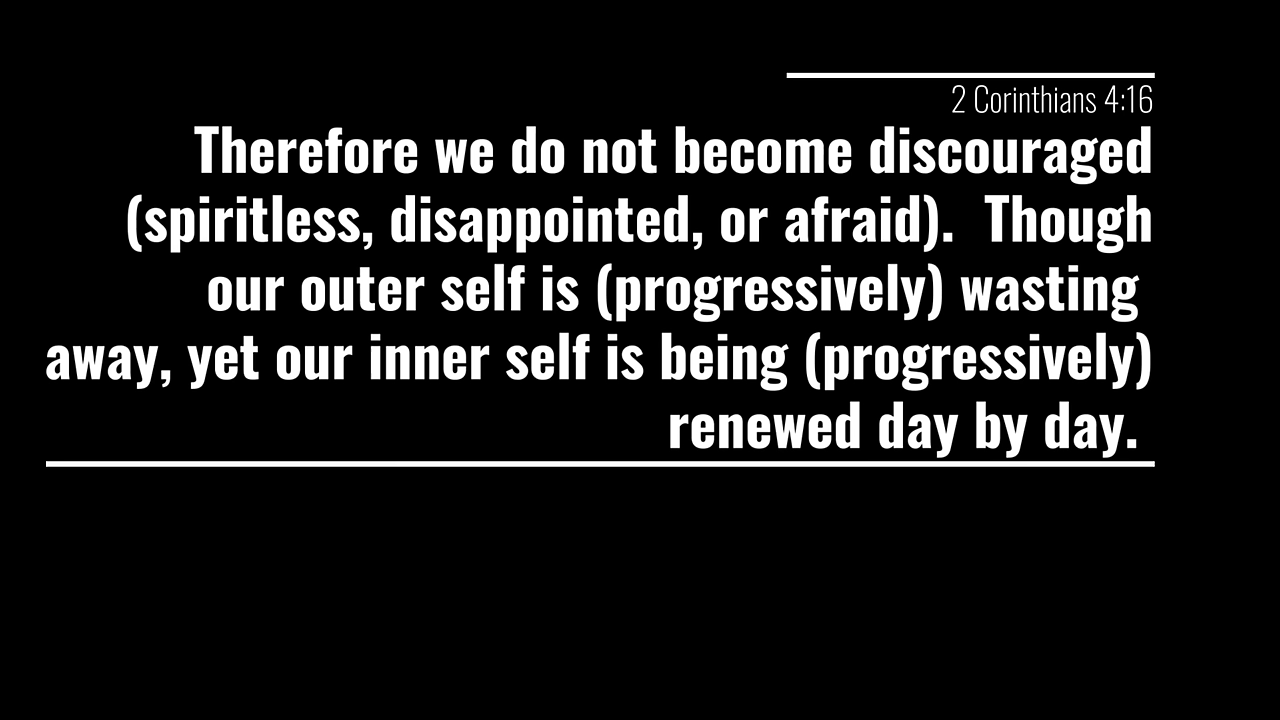 2 Corinthians 4:16
Therefore we do not become discouraged
(spiritless, disappointed, or afraid).  Though
our outer self is (progressively) wasting
away, yet our inner self is being (progressively)
renewed day by day.